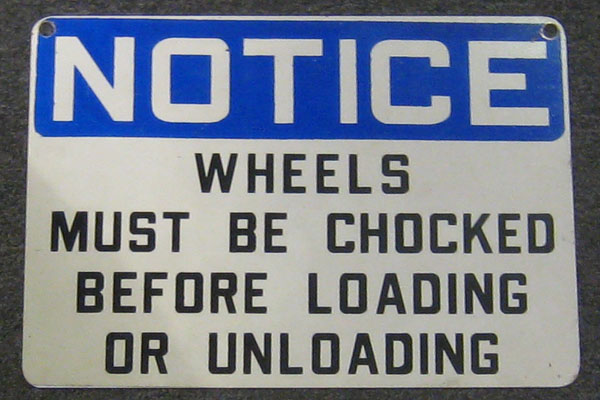 NOTICE
WHEELS
MUST BE CHOCKED
BEFORE LOADING
OR UNLOADING